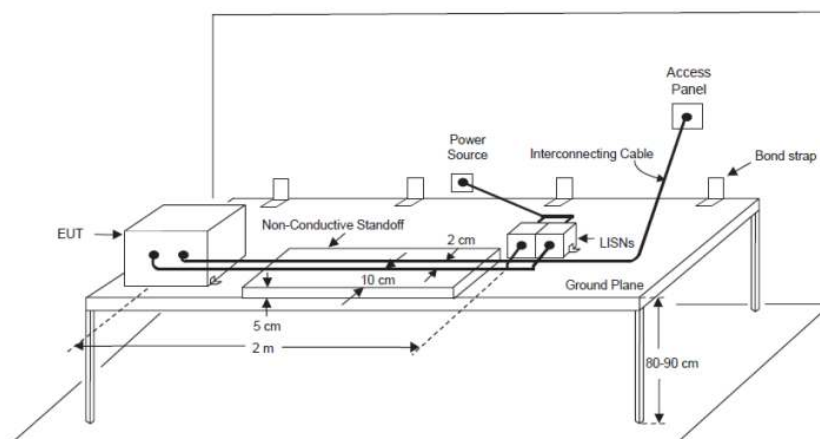 Access
Panel
Power
Source
Interconnecting Cable
Bond strap
EUT
Non-Conductive Standoff
2 cm
LISNs
10 cm
Ground Plane
5 cm
2 m
80-90 cm